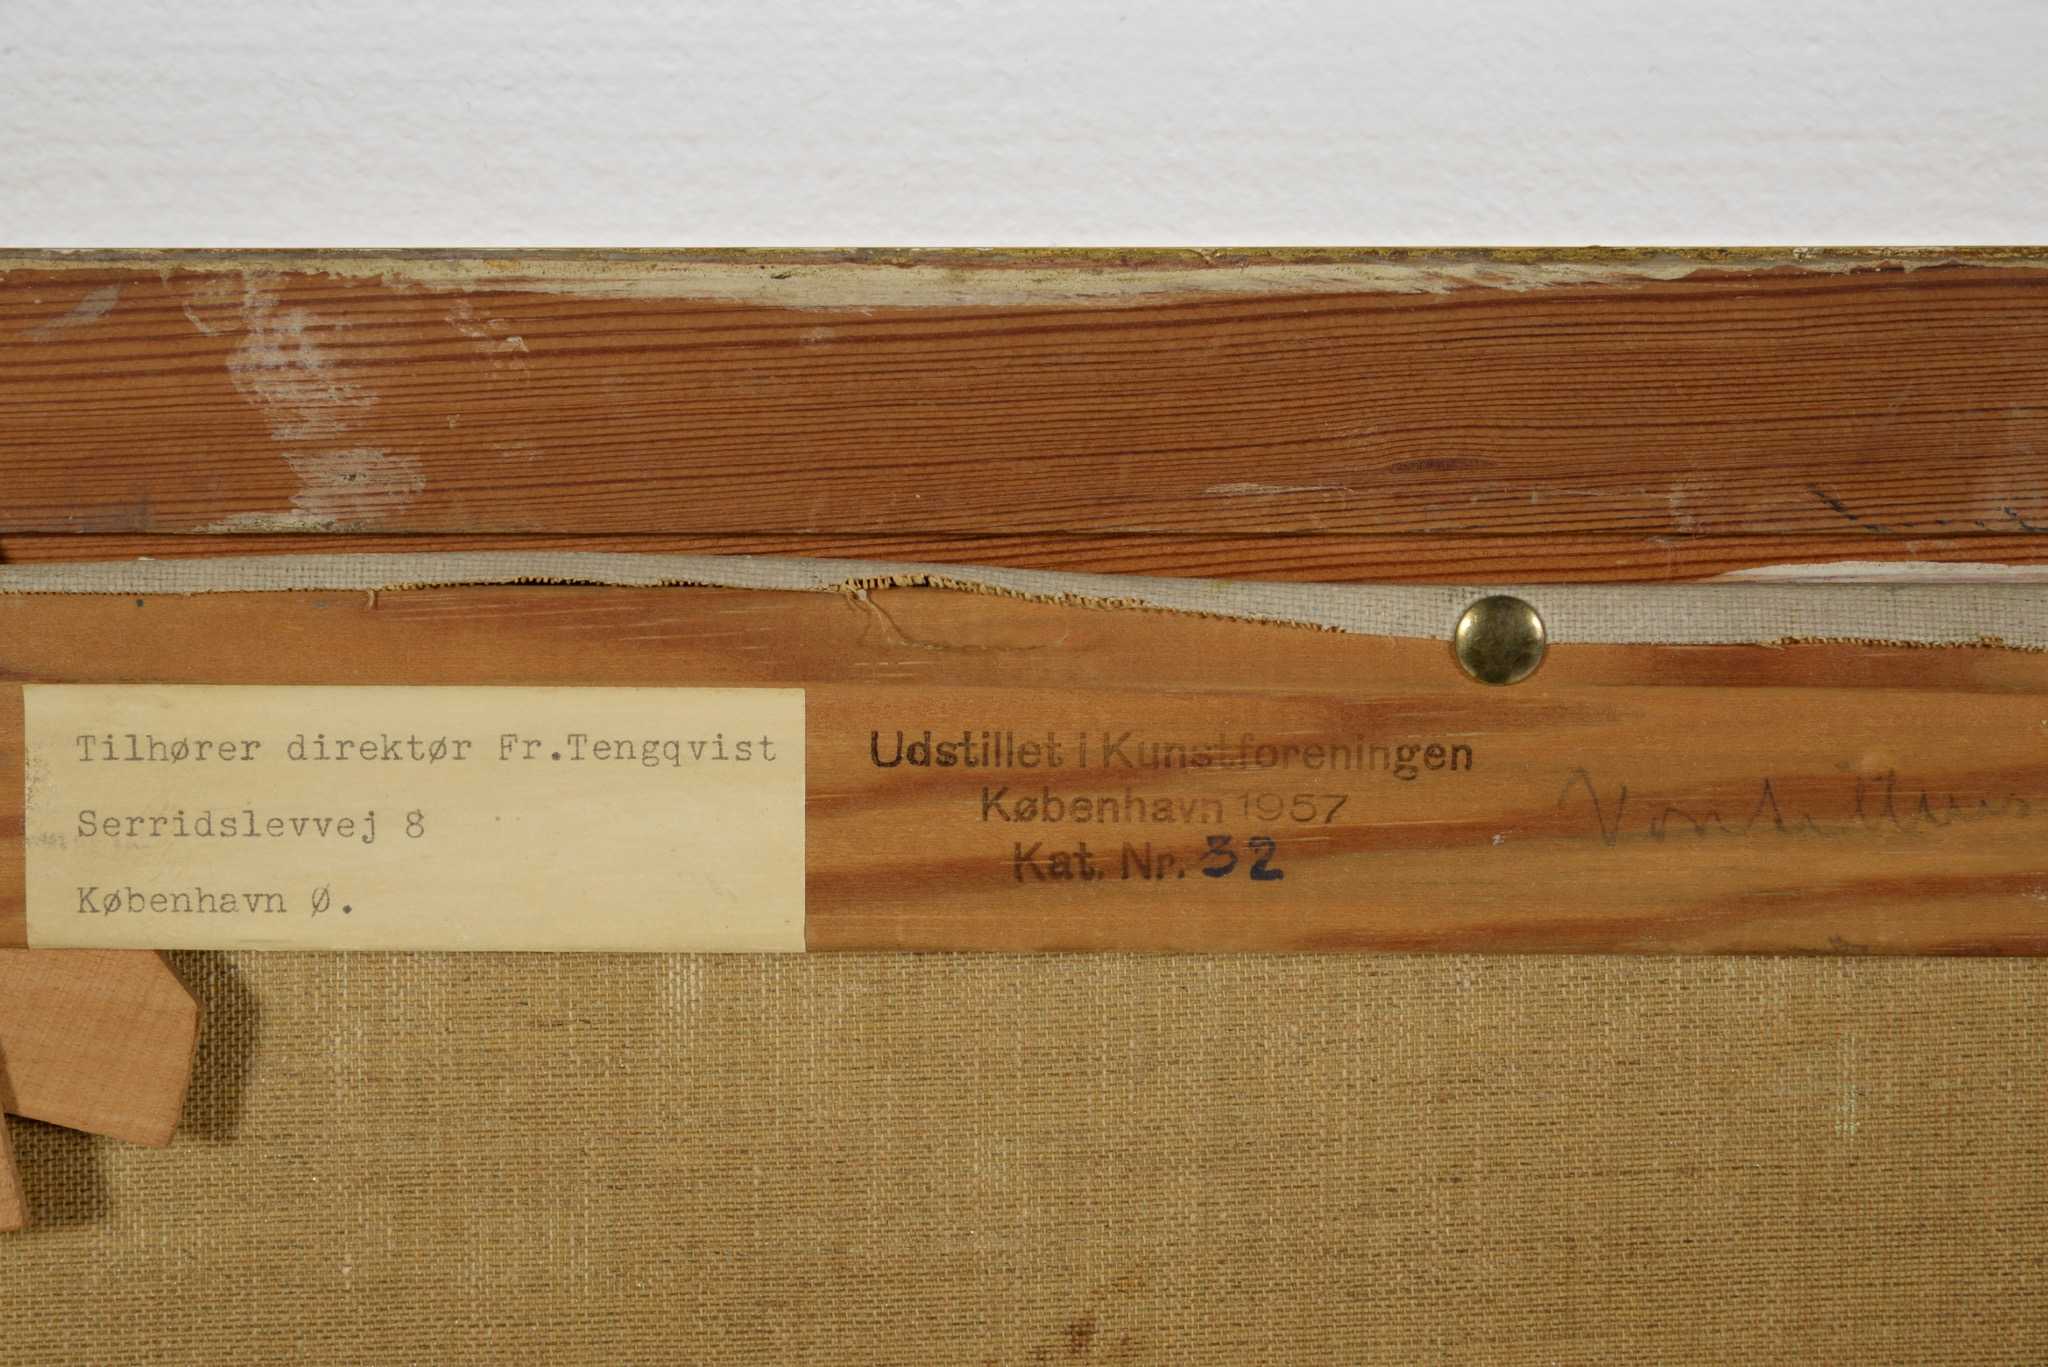 Tilhører direktør Fr.Tengqvist
Serridslevvej 8
København Ø.
Udstillet i Kunstforeningen
København 1957
Kat. Nr. 32